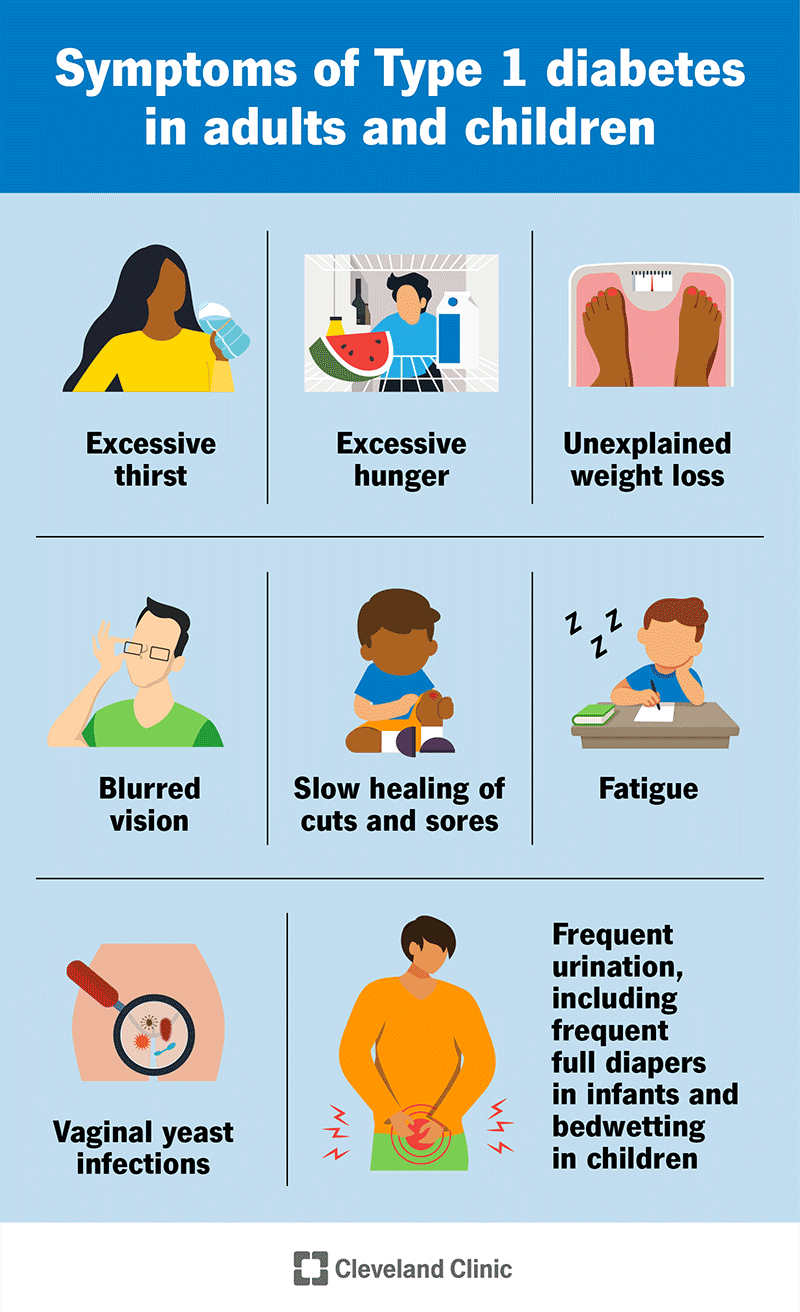 Symptoms of Type 1 diabetes
in adults and children
Excessive
thirst
Excessive
hunger
Unexplained
weight loss
Blurred
vision
Slow healing of
cuts and sores
Z
Z
Z
Fatigue
Vaginal yeast
infections
Frequent
urination,
including
frequent
full diapers
in infants and
bedwetting
in children
Cleveland Clinic